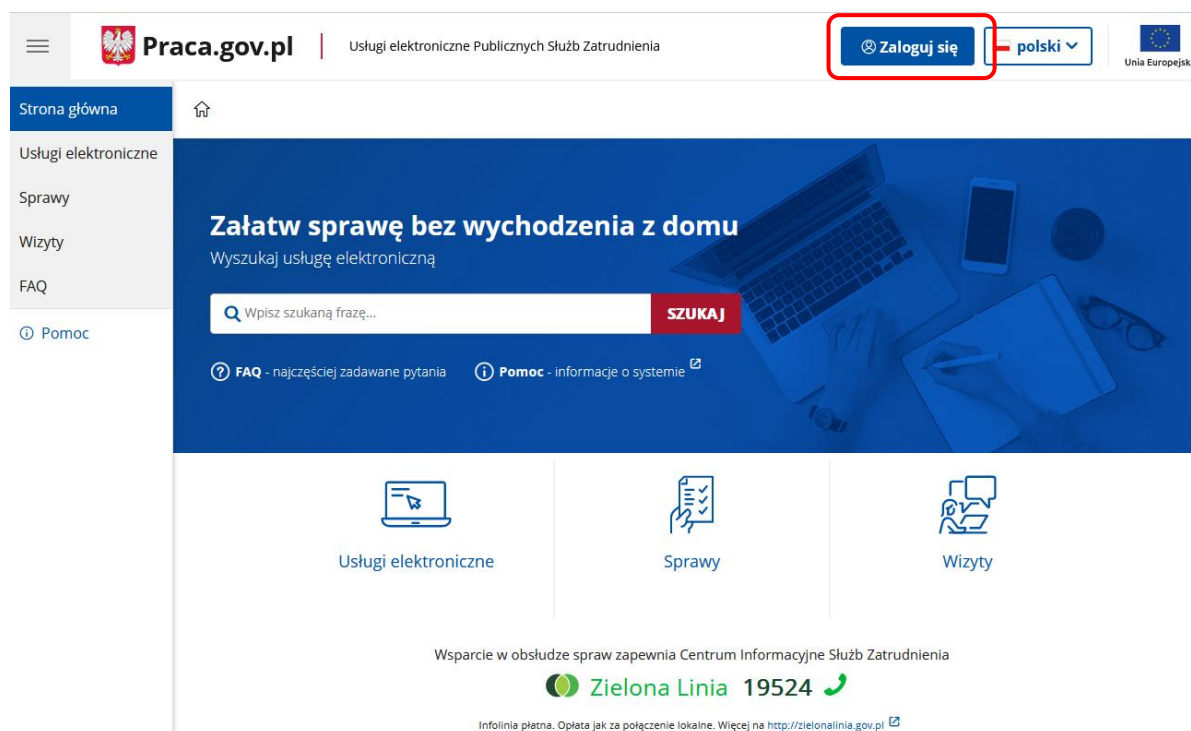 Praca.gov.pl
Usługi elektroniczne Publicznych Służb Zatrudnienia
Zaloguj się
polski
Unia Europejsk
Strona główna
Usługi elektroniczne
Sprawy
Wizyty
FAQ
Pomoc
Załatw sprawę bez wychodzenia z domu
Wyszukaj usługę elektroniczną
Wpisz szukaną frazę...
SZUKAJ
FAQ - najczęściej zadawane pytania
Pomoc - informacje o systemie
Usługi elektroniczne
Sprawy
Wizyty
Wsparcie w obsłudze spraw zapewnia Centrum Informacyjne Służb Zatrudnienia
Zielona Linia 19524
Infolinia płatna. Opłata jak za połączenie lokalne. Więcej na http://zielonalinia.gov.pl